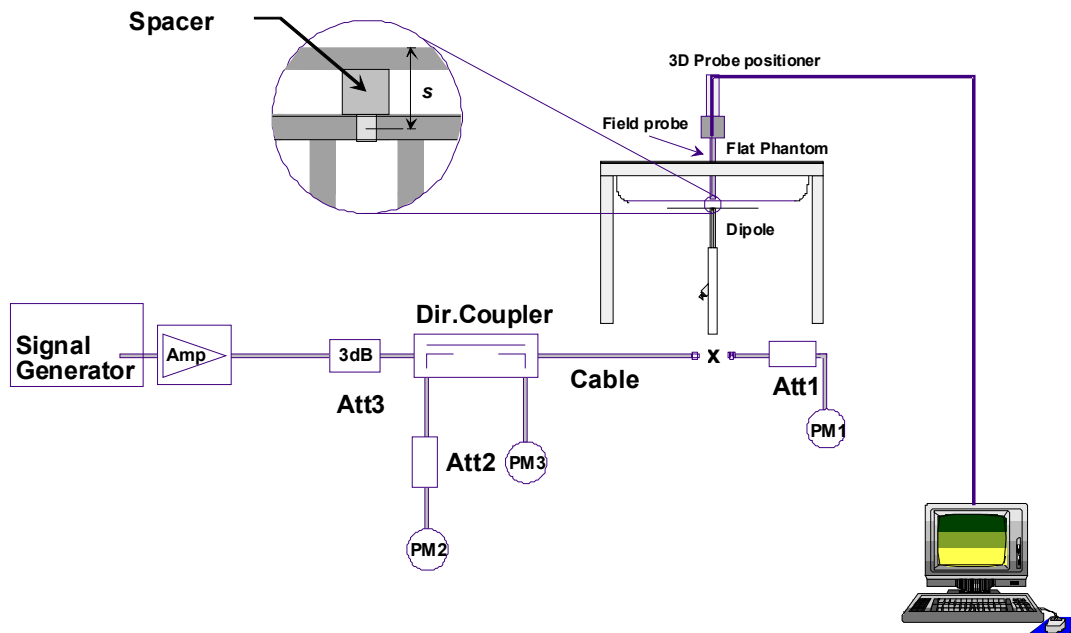 Spacer
s
3D Probe positioner
Field probe
Flat Phantom
Dipole
Dir.Coupler
Signal
Generator
Amp
3dB
Att3
Cable
x
Att1
PM1
Att2
PM3
PM2